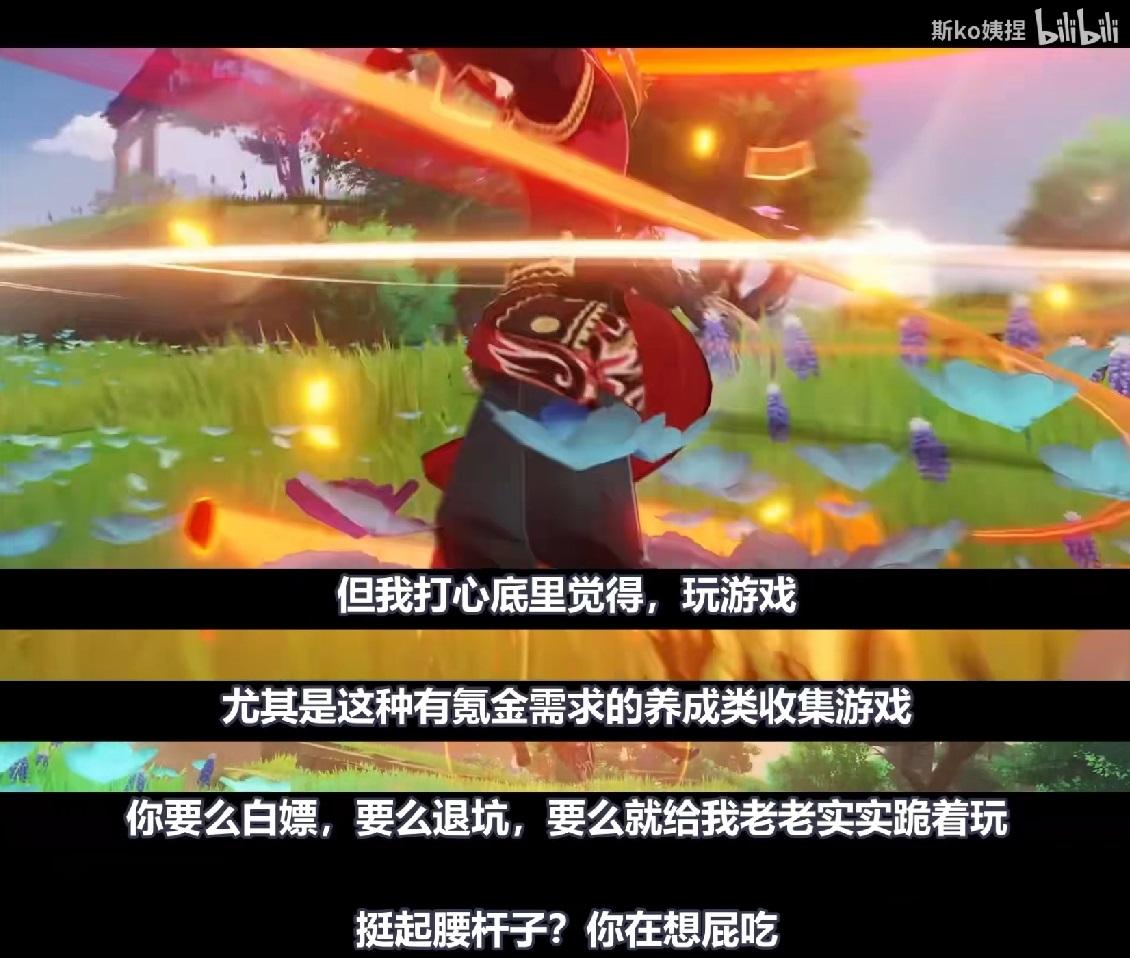 斯ko姨捏 bilibili
但我打心底里觉得，玩游戏
尤其是这种有氪金需求的养成类收集游戏
你要么白嫖，要么退坑，要么就给我老老实实跪着玩
挺起腰杆子？你在想屁吃